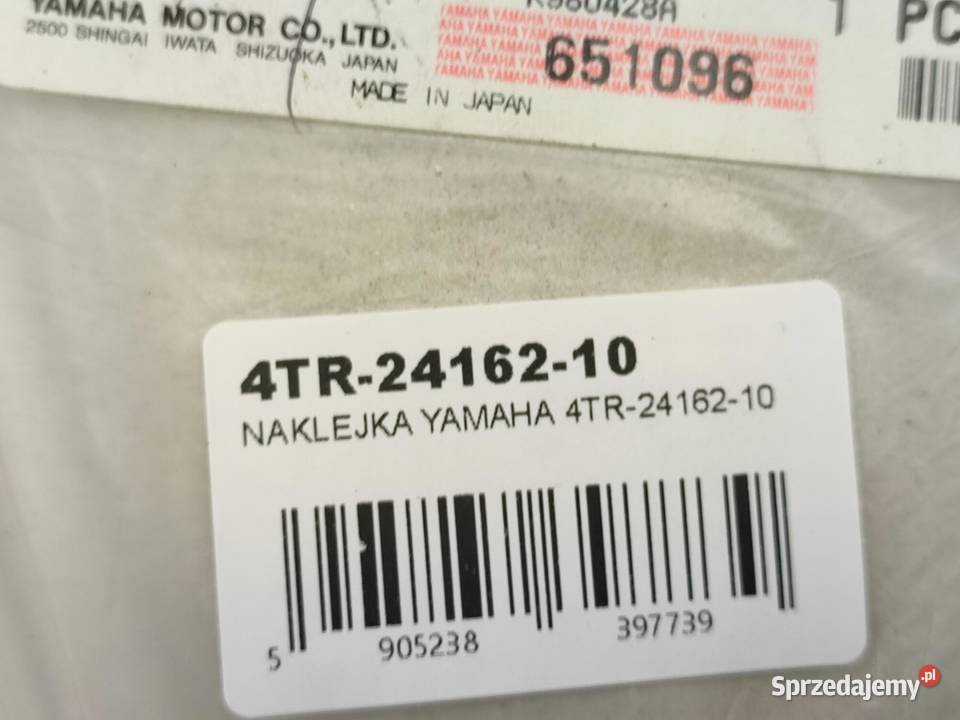 YAMAHA MOTOR CO., LTD.
2500 SHINGAI IWATA SHIZUOKA JAPAN
MADE IN JAPAN
K980428A
651096
1 PC
4TR-24162-10
NAKLEJKA YAMAHA 4TR-24162-10
5 905238 397739
Sprzedajemy.pl